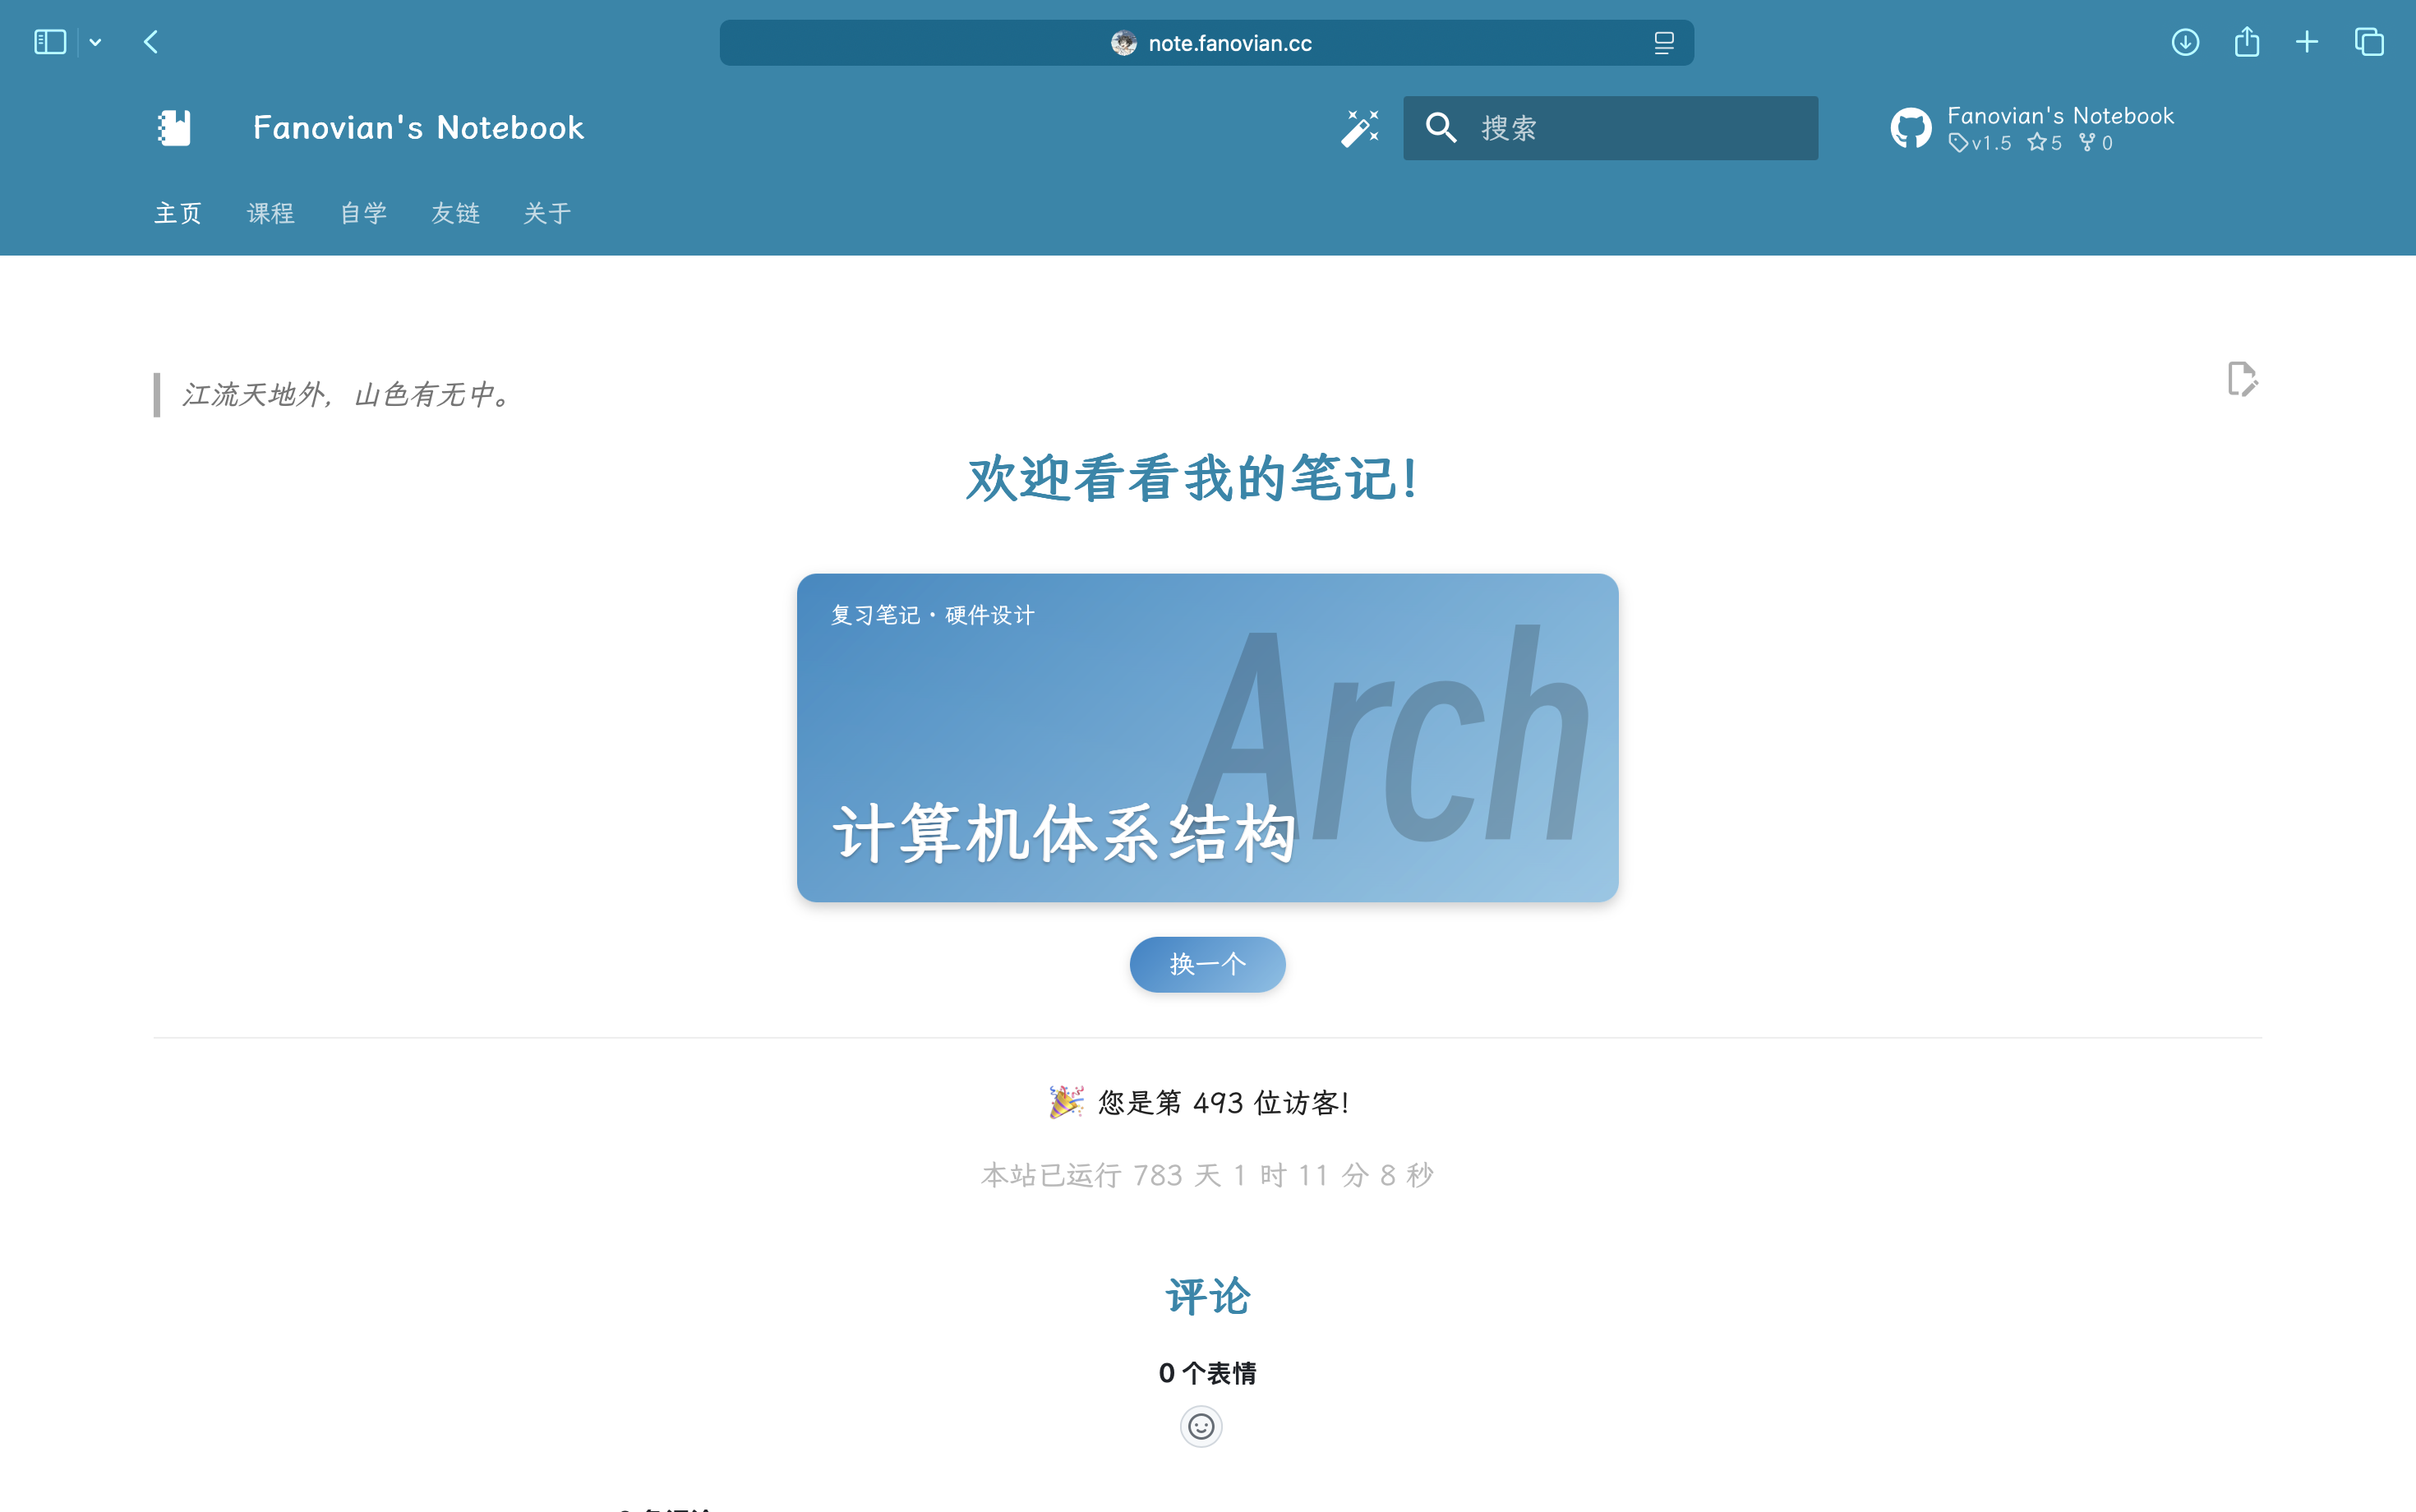 note.fanovian.cc
Fanovian's Notebook
搜索
Fanovian's Notebook
v1.5 5 0
主页 课程 自学 友链 关于
江流天地外，山色有无中。
欢迎看看我的笔记！
复习笔记・硬件设计
Arch
计算机体系结构
换一个
🎉 您是第 493 位访客！
本站已运行 783 天 1 时 11 分 8 秒
评论
0 个表情